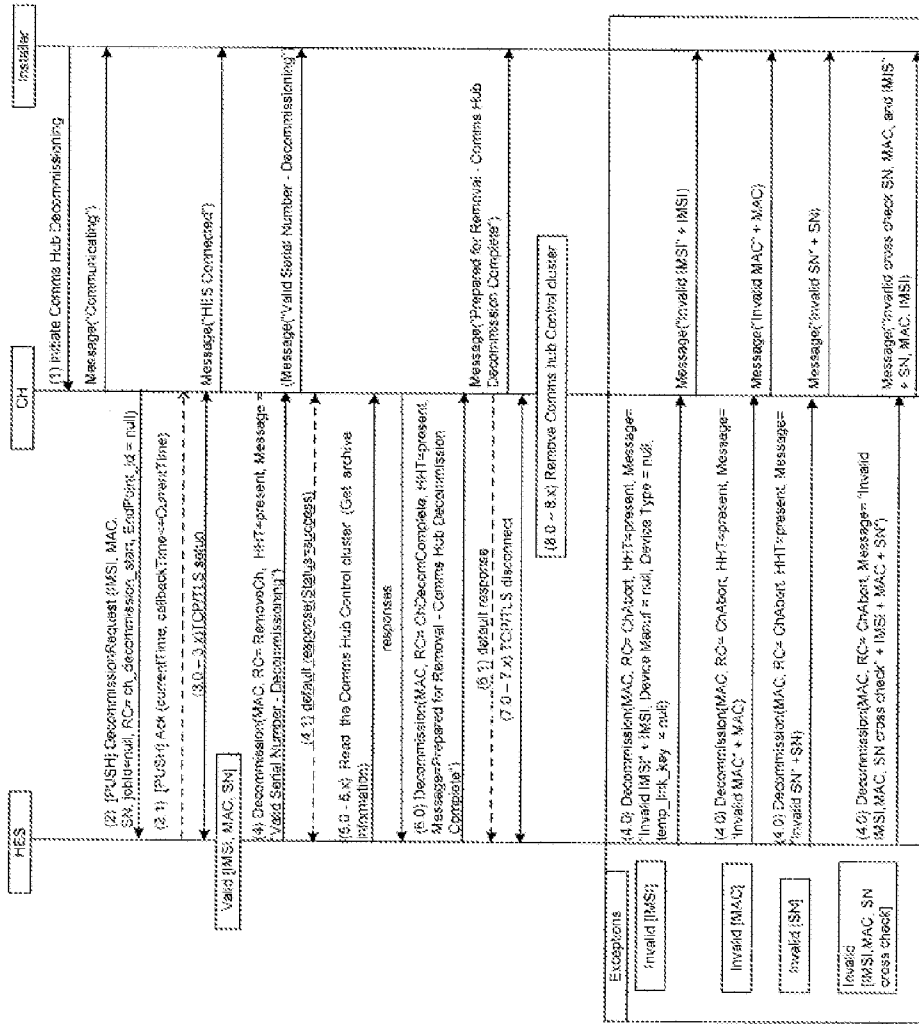 HES
CH
Installer
(1) Initiate Comms Hub Decommissioning
Message("Communicating")
(2) [PUSH] DecommissionRequest (IMSI, MAC,
SN, jobId=null, RC= ch_decommission_start, EndPoint_id = null)
(2.1) [PUSH] Ack (currentTime, callbackTime<=CurrentTime)
(3.0 – 3.x)TCP/TLS setup
Message("HES Connected")
Valid [IMSI, MAC, SN]
(4) Decommission(MAC, RC= RemoveCh, HHT=present, Message =
"Valid Serial Number - Decommissioning")
(Message("Valid Serial Number - Decommissioning")
(4.1) default_response(Status=success)
(5.0 - 5.x) Read the Comms Hub Control cluster (Get archive
information)
responses
(6.0) Decommission(MAC, RC= ChDecomComplete, HHT=present,
Message=Prepared for Removal - Comms Hub Decommission
Complete")
Message("Prepared for Removal - Comms Hub
Decommission Complete")
(6.1) default response
(7.0 – 7.x) TCP/TLS disconnect
(8.0 – 8.x) Remove Comms hub Control cluster
Exceptions
Invalid [IMSI]
(4.0) Decommission(MAC, RC= ChAbort, HHT=present, Message=
"Invalid IMSI" + IMSI, Device Manuf = null, Device Type = null,
temp_link_key = null)
Message("Invalid IMSI" + IMSI)
Invalid [MAC]
(4.0) Decommission(MAC, RC= ChAbort, HHT=present, Message=
"Invalid MAC" + MAC)
Message("Invalid MAC" + MAC)
Invalid [SN]
(4.0) Decommission(MAC, RC= ChAbort, HHT=present, Message=
"Invalid SN" +SN)
Message("Invalid SN" + SN)
Invalid
[IMSI,MAC, SN
cross check]
(4.0) Decommission(MAC, RC= ChAbort, Message= "Invalid
IMSI,MAC, SN cross check" + IMSI + MAC + SN")
Message("Invalid cross check SN, MAC, and IMIS"
+ SN, MAC, IMSI)